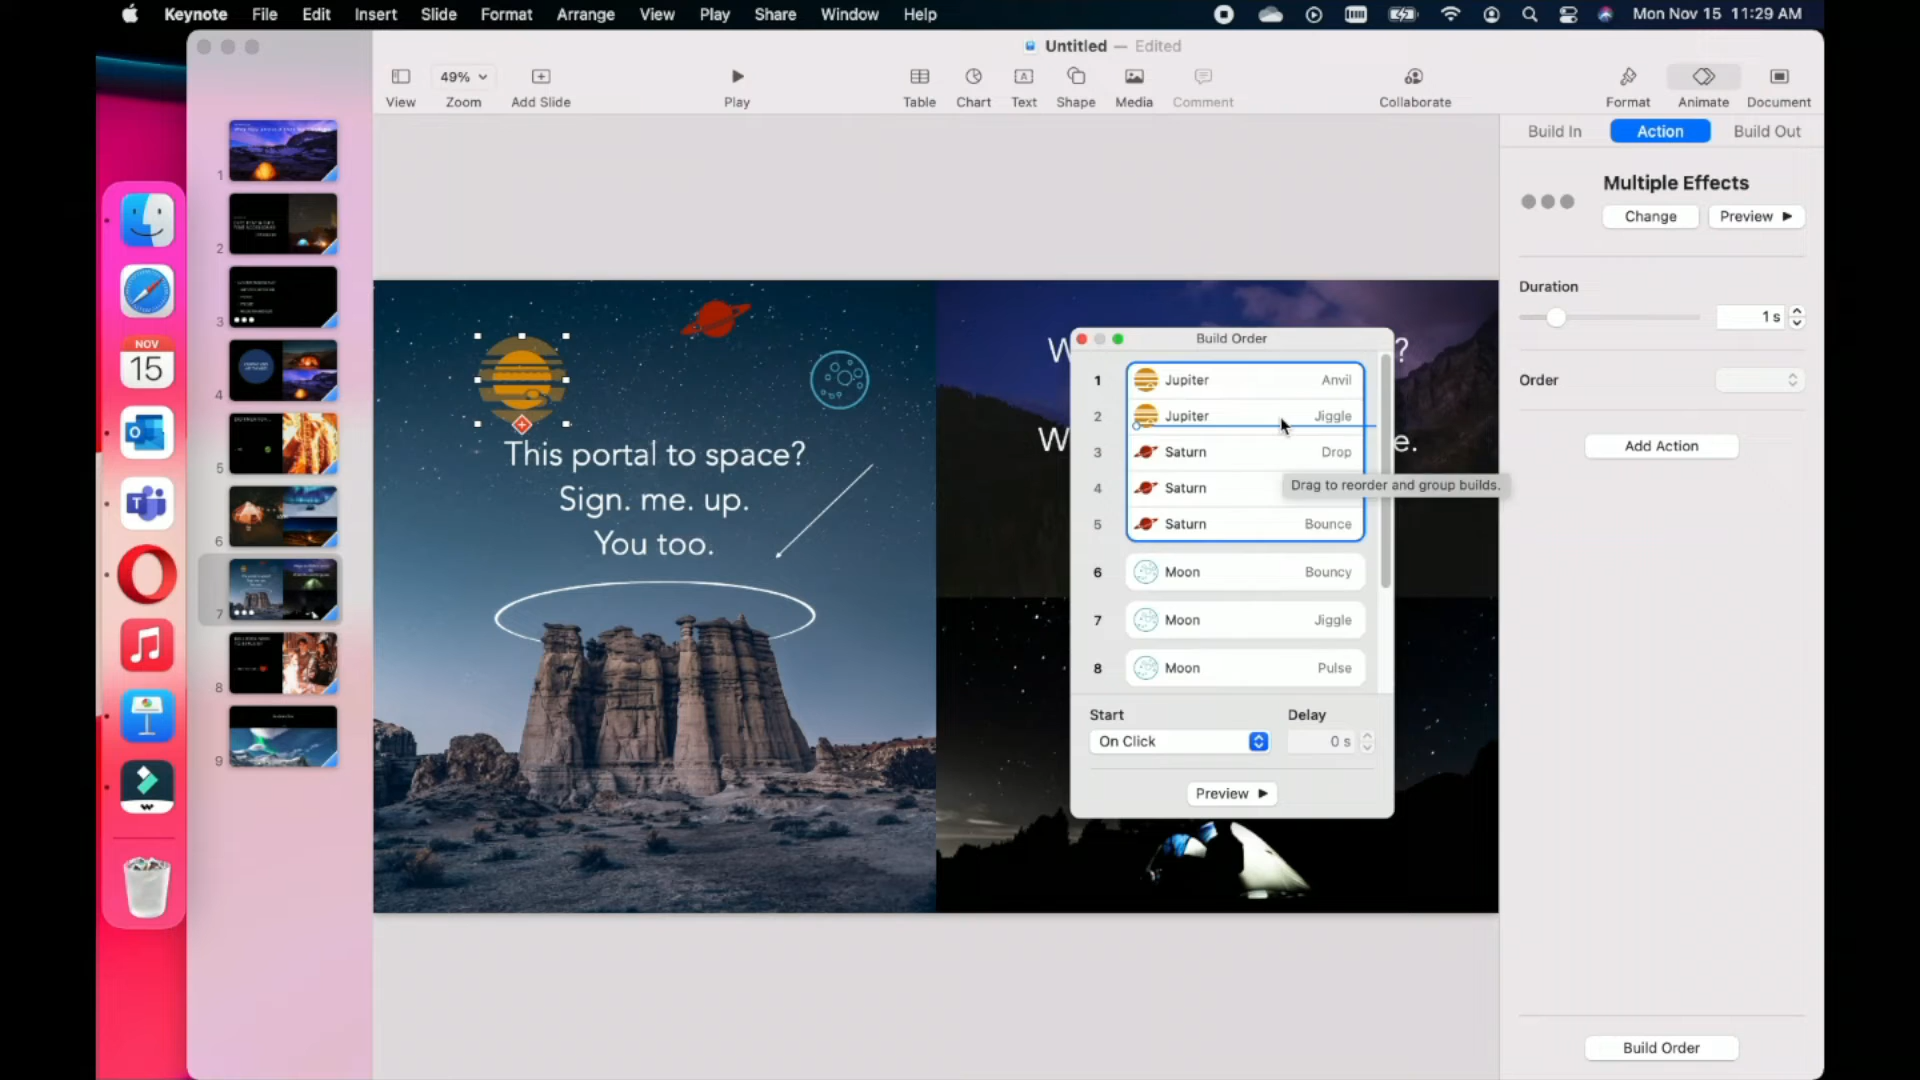 Keynote File Edit Insert Slide Format Arrange View Play Share Window Help Mon Nov 15 11:29 AM
Untitled — Edited
49%
View Zoom Add Slide Play Table Chart Text Shape Media Comment Collaborate Format Animate Document
Build In Action Build Out
Multiple Effects
Change Preview
Duration
1 s
Order
Add Action
Build Order
NOV
15
1
2
3
4
5
6
7
8
9
This portal to space?
Sign. me. up.
You too.
W ?
W e.
Build Order
1 Jupiter Anvil
2 Jupiter Jiggle
3 Saturn Drop
4 Saturn
Drag to reorder and group builds.
5 Saturn Bounce
6 Moon Bouncy
7 Moon Jiggle
8 Moon Pulse
Start Delay
On Click 0 s
Preview